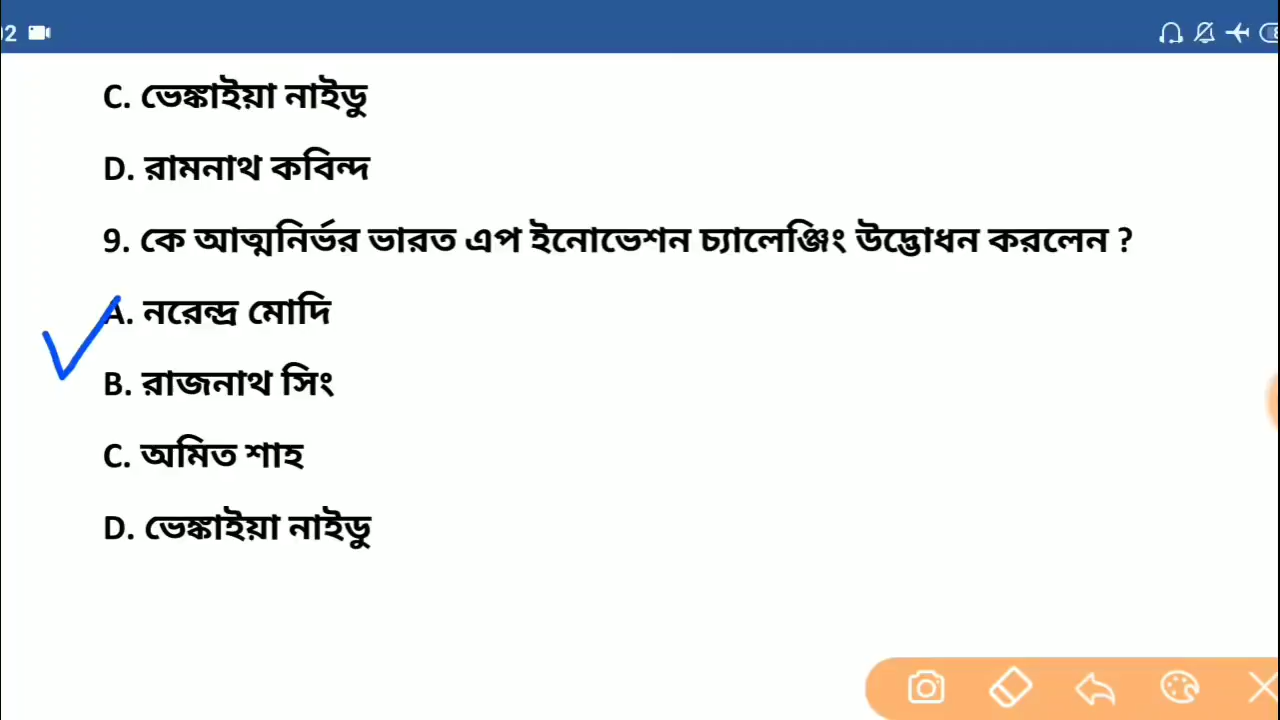 02
C. ভেঙ্কাইয়া নাইডু
D. রামনাথ কবিন্দ
9. কে আত্মনির্ভর ভারত এপ ইনোভেশন চ্যালেঞ্জিং উদ্ভোধন করলেন ?
A. নরেন্দ্র মোদি
B. রাজনাথ সিং
C. অমিত শাহ
D. ভেঙ্কাইয়া নাইডু